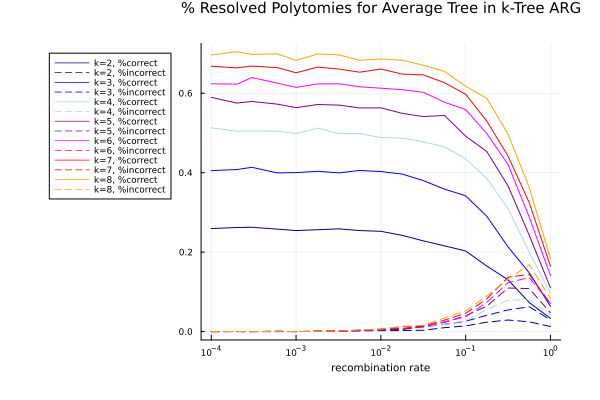 % Resolved Polytomies for Average Tree in k-Tree ARG
k=2, %correct
k=2, %incorrect
k=3, %correct
k=3, %incorrect
k=4, %correct
k=4, %incorrect
k=5, %correct
k=5, %incorrect
k=6, %correct
k=6, %incorrect
k=7, %correct
k=7, %incorrect
k=8, %correct
k=8, %incorrect
0.6
0.4
0.2
0.0
10⁻⁴ 10⁻³ 10⁻² 10⁻¹ 10⁰
recombination rate